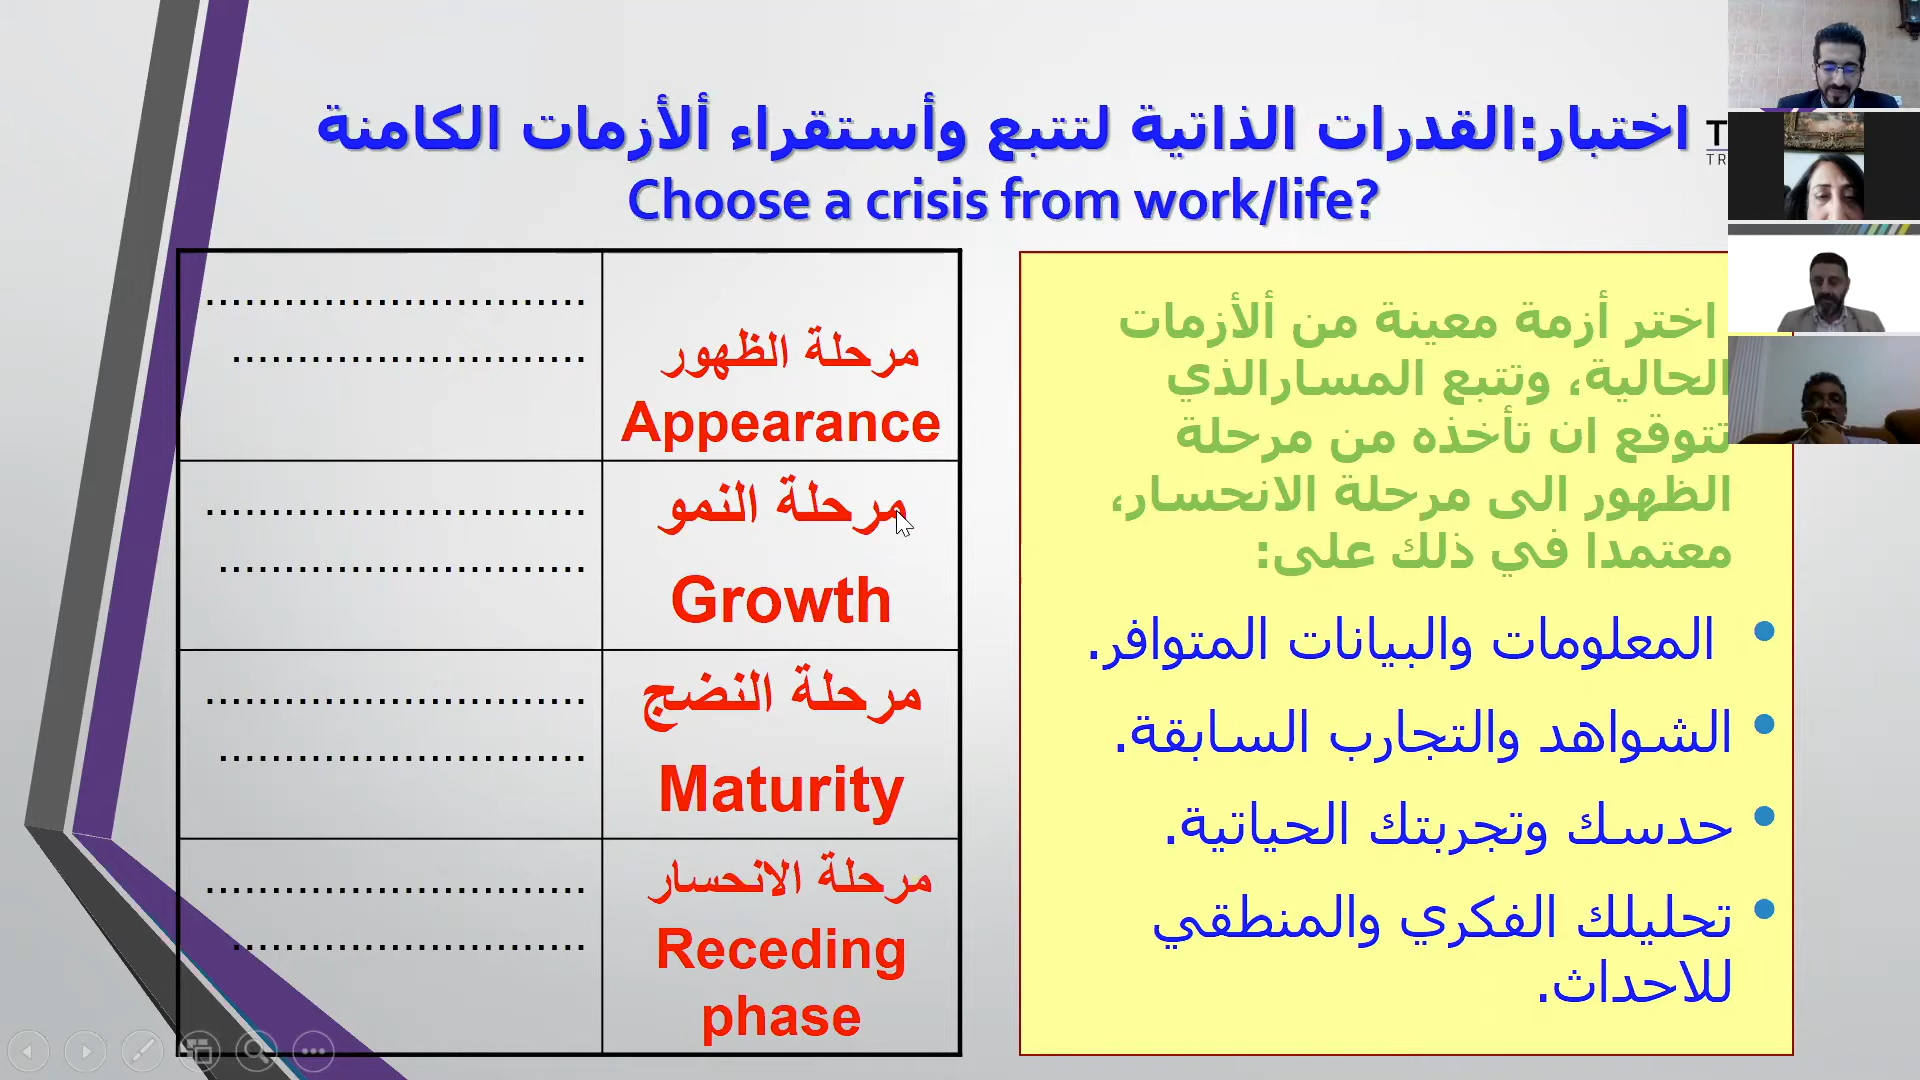 اختبار:القدرات الذاتية لتتبع وأستقراء ألأزمات الكامنة
Choose a crisis from work/life?
اختر أزمة معينة من ألأزمات
الحالية، وتتبع المسارالذي
تتوقع ان تأخذه من مرحلة
الظهور الى مرحلة الانحسار،
معتمدا في ذلك على:
• المعلومات والبيانات المتوافر.
• الشواهد والتجارب السابقة.
• حدسك وتجربتك الحياتية.
• تحليلك الفكري والمنطقي
للاحداث.
مرحلة الظهور
Appearance
.............................
...........................
مرحلة النمو
Growth
.............................
............................
مرحلة النضج
Maturity
.............................
............................
مرحلة الانحسار
Receding
phase
.............................
...........................